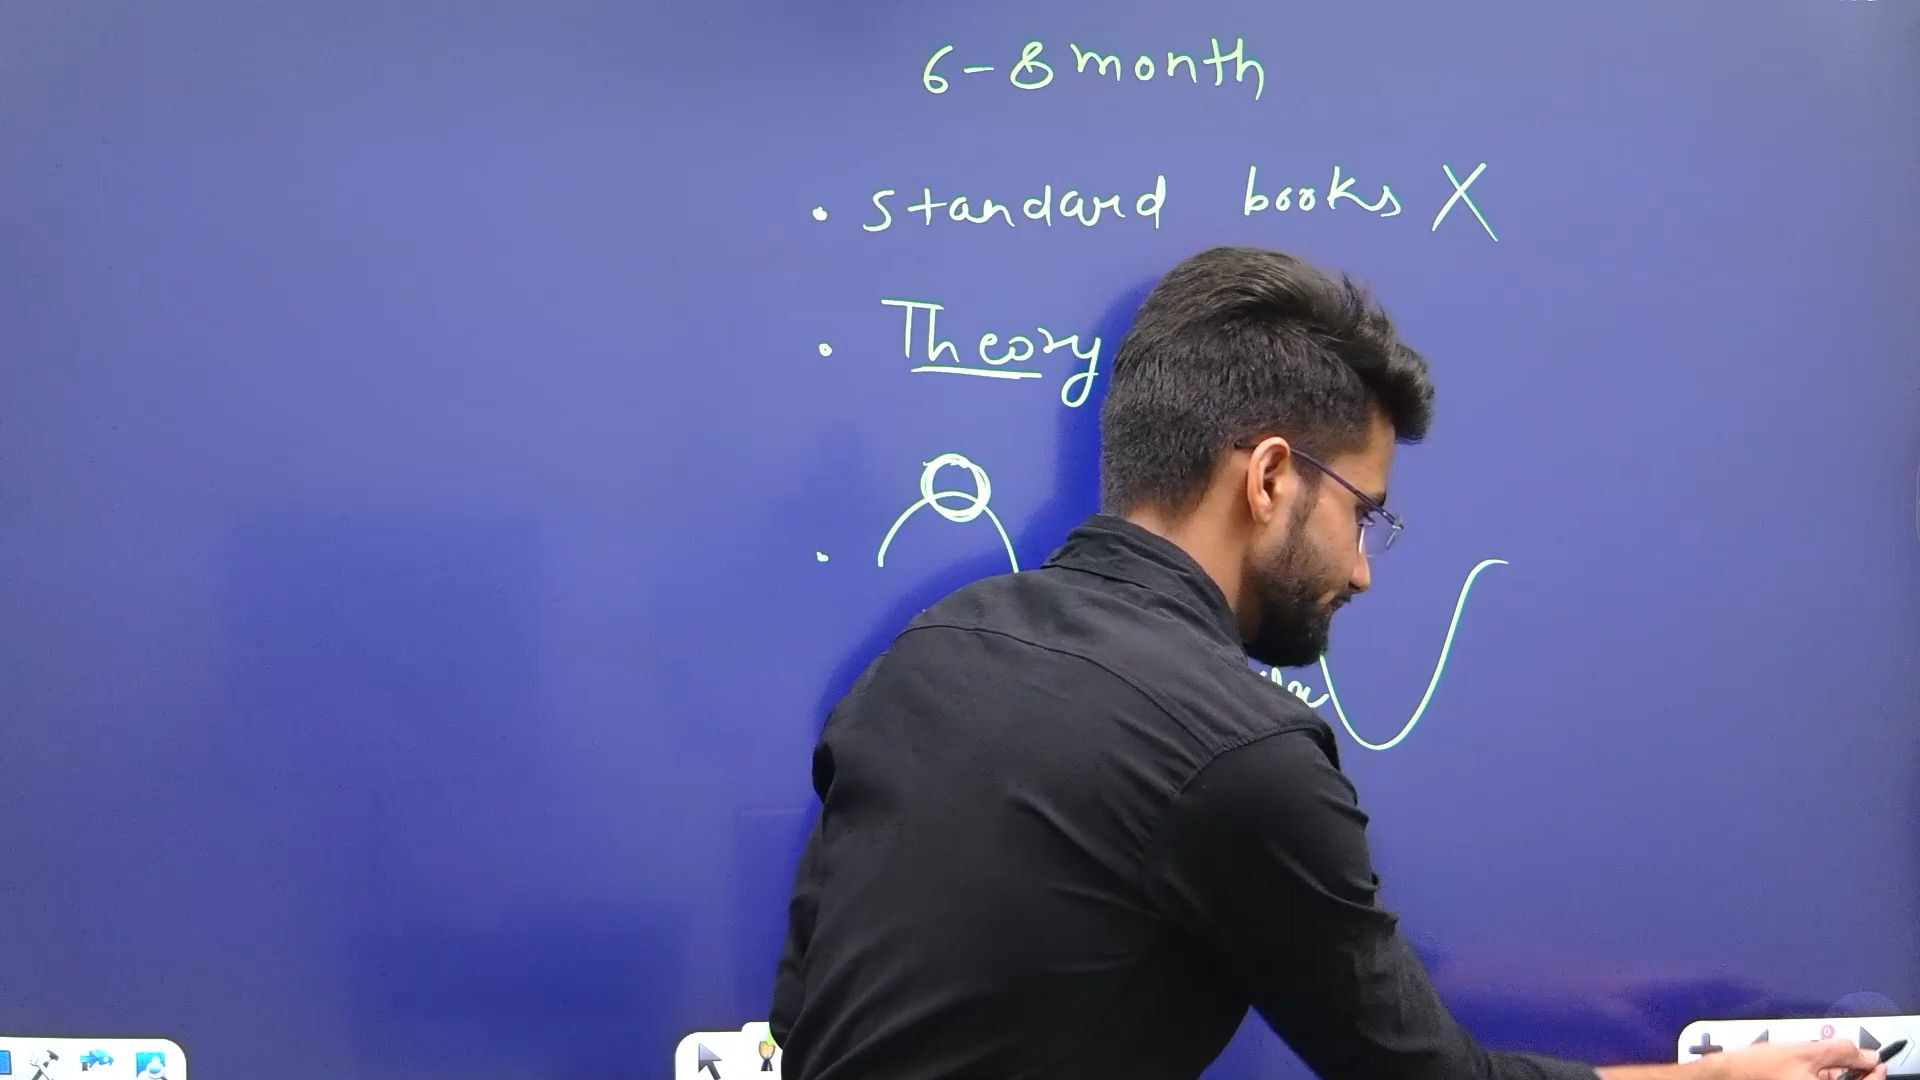 6-8 month
• standard books X
• Theory
•